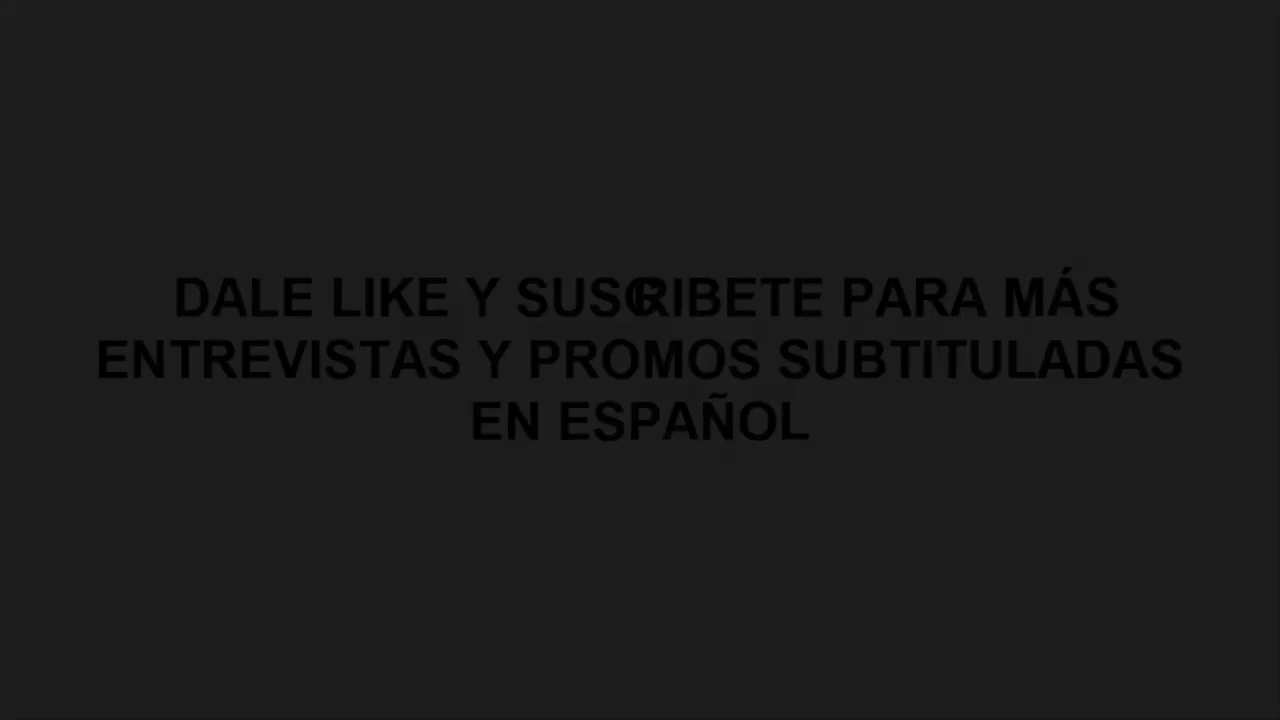 DALE LIKE Y SUSCRIBETE PARA MÁS
ENTREVISTAS Y PROMOS SUBTITULADAS
EN ESPAÑOL